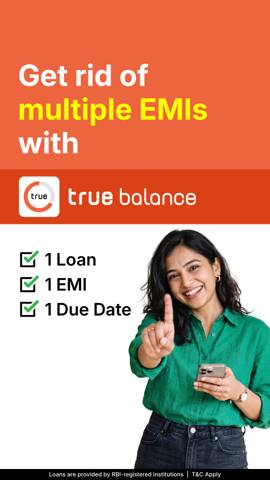 Get rid of
multiple EMIs
with
true
true balance
1 Loan
1 EMI
1 Due Date
Loans are provided by RBI-registered institutions | T&C Apply